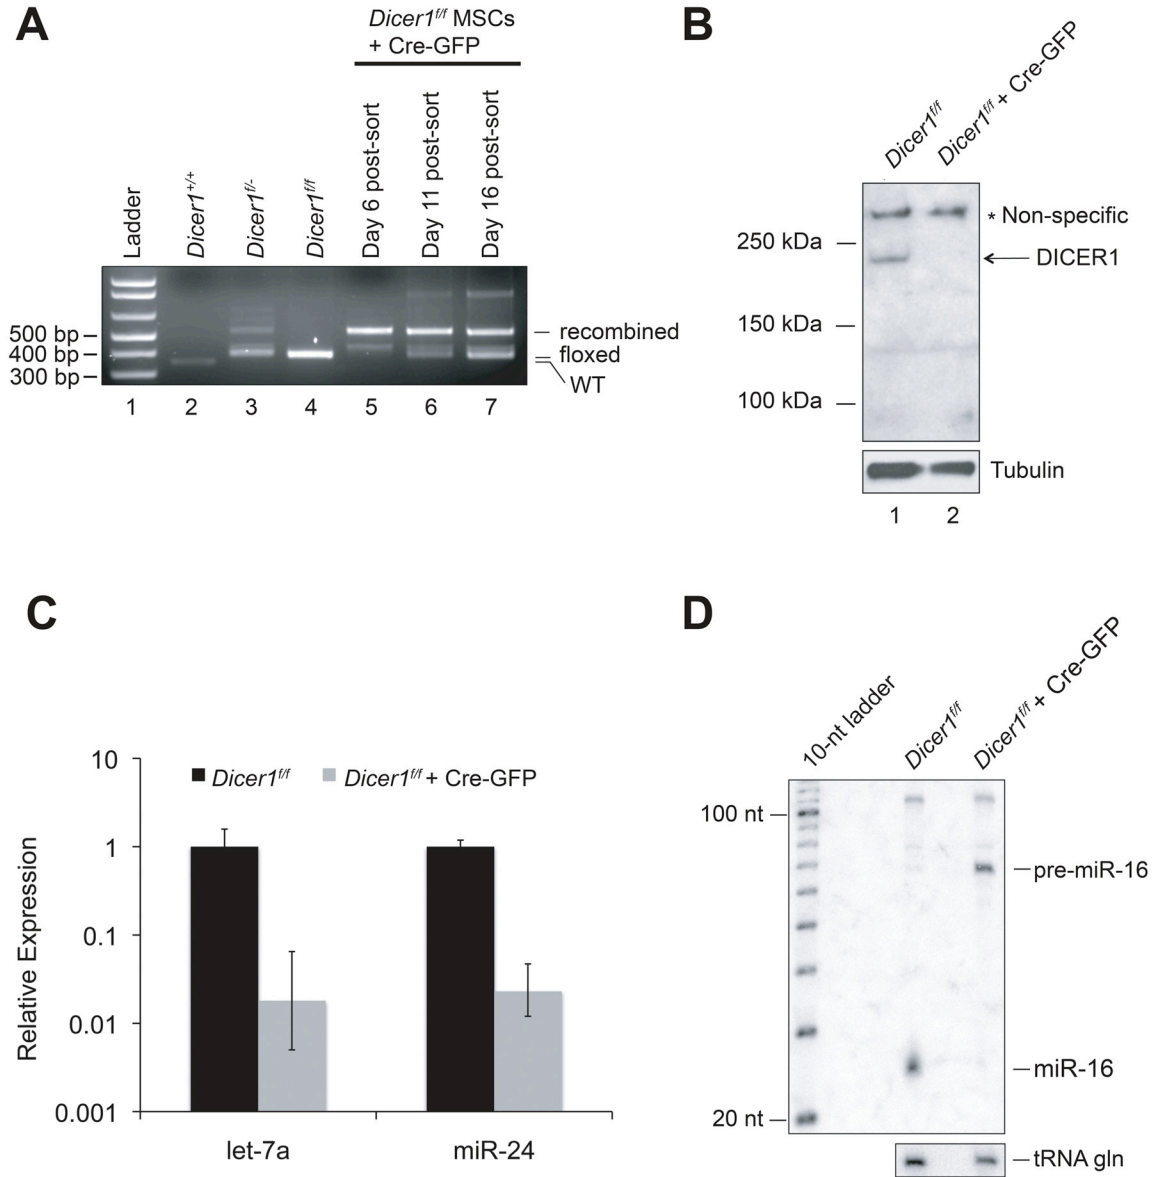 A
Dicer1f/f MSCs
+ Cre-GFP
Ladder
Dicer1+/+
Dicer1f/-
Dicer1f/f
Day 6 post-sort
Day 11 post-sort
Day 16 post-sort
500 bp
400 bp
300 bp
recombined
floxed
WT
1 2 3 4 5 6 7
B
Dicer1f/f
Dicer1f/f + Cre-GFP
* Non-specific
250 kDa
DICER1
150 kDa
100 kDa
Tubulin
1 2
C
Dicer1f/f
Dicer1f/f + Cre-GFP
Relative Expression
10
1
0.1
0.01
0.001
let-7a
miR-24
D
10-nt ladder
Dicer1f/f
Dicer1f/f + Cre-GFP
100 nt
pre-miR-16
miR-16
20 nt
tRNA gln